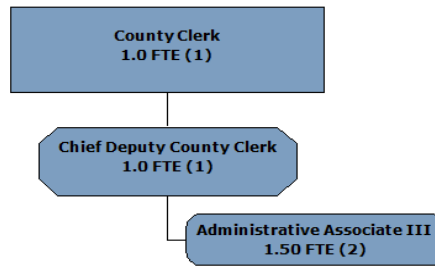 County Clerk
1.0 FTE (1)
Chief Deputy County Clerk
1.0 FTE (1)
Administrative Associate III
1.50 FTE (2)